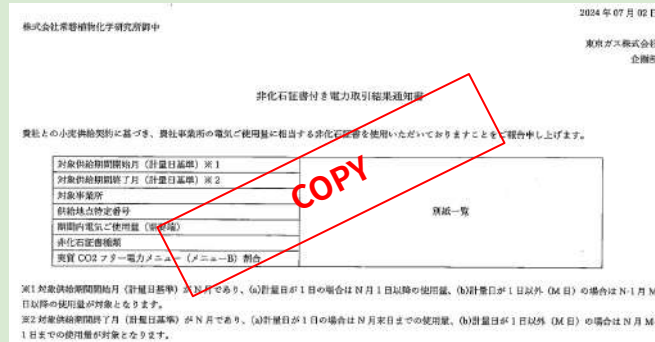 2024年07月02日
株式会社常磐植物化学研究所御中
東京ガス株式会社
企画部
非化石証書付き電力取引結果通知書
貴社との小売供給契約に基づき、貴社事業所の電気ご使用量に相当する非化石証書を使用いただいておりますことをご報告申し上げます。
対象供給期間開始月（計量日基準）※1
対象供給期間終了月（計量日基準）※2
対象事業所
供給地点特定番号
別紙一覧
期間内電気ご使用量（需要端）
非化石証書種類
実質CO2フリー電力メニュー（メニューB）割合
COPY
※1 対象供給期間開始月（計量日基準）がN月であり、(a)計量日が1日の場合はN月1日以降の使用量、(b)計量日が1日以外（M日）の場合はN-1月M
日以降の使用量が対象となります。
※2 対象供給期間終了月（計量日基準）がN月であり、(a)計量日が1日の場合はN月末日までの使用量、(b)計量日が1日以外（M日）の場合はN月M-
1日までの使用量が対象となります。